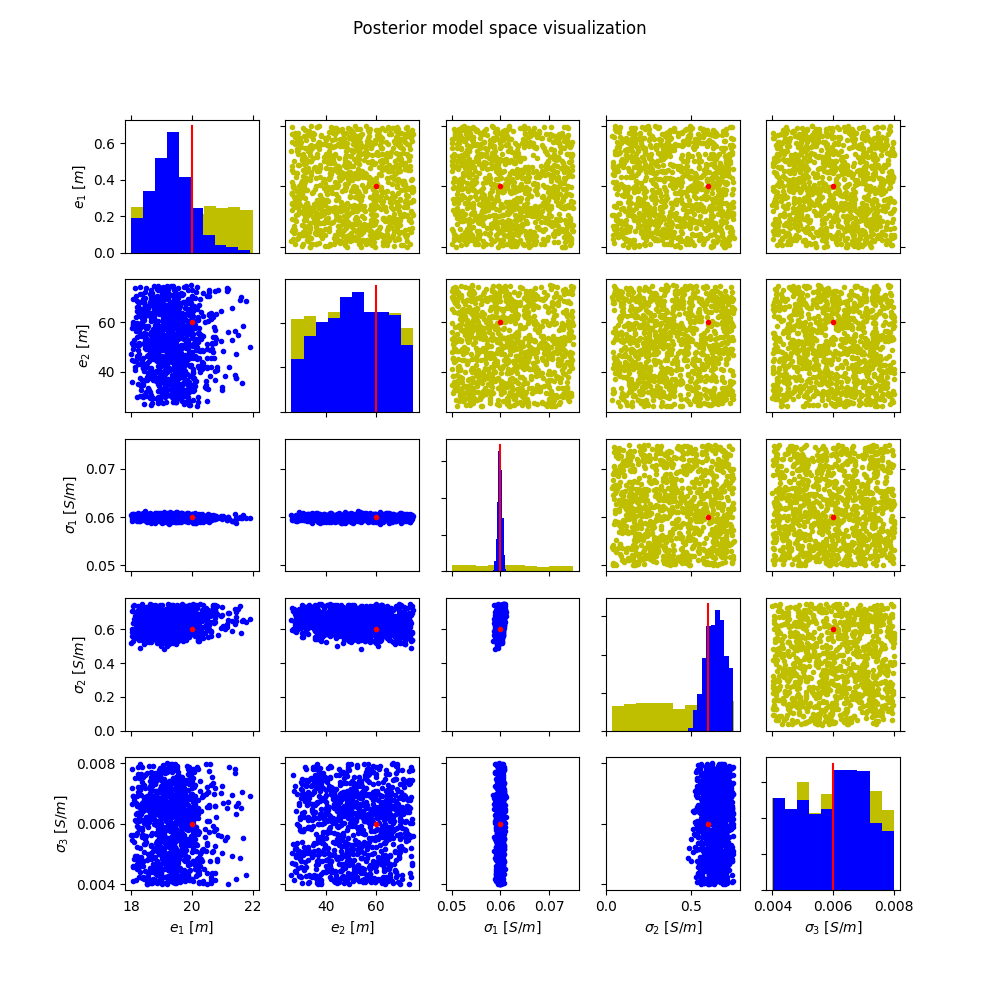 Posterior model space visualization
e₁ [m]
0.6
0.4
0.2
0.0
e₂ [m]
60
40
σ₁ [S/m]
0.07
0.06
0.05
σ₂ [S/m]
0.6
0.4
0.2
0.0
σ₃ [S/m]
0.008
0.006
0.004
18 20 22 40 60 0.05 0.06 0.07 0.0 0.5 0.004 0.006 0.008
e₁ [m] e₂ [m] σ₁ [S/m] σ₂ [S/m] σ₃ [S/m]